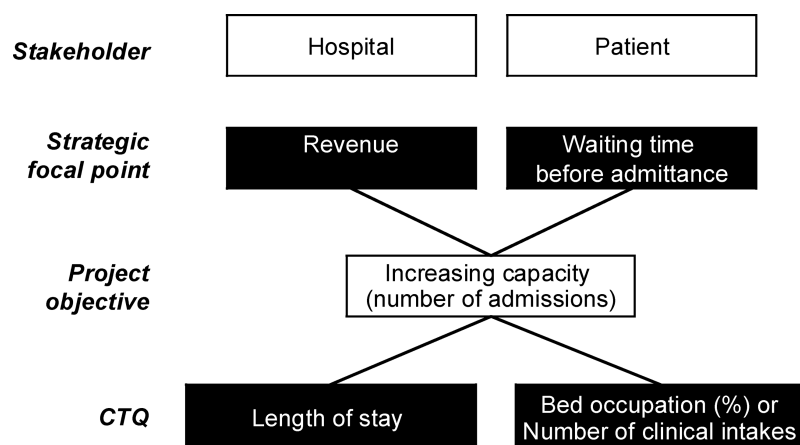 Stakeholder
Hospital
Patient
Strategic
focal point
Revenue
Waiting time
before admittance
Project
objective
Increasing capacity
(number of admissions)
CTQ
Length of stay
Bed occupation (%) or
Number of clinical intakes